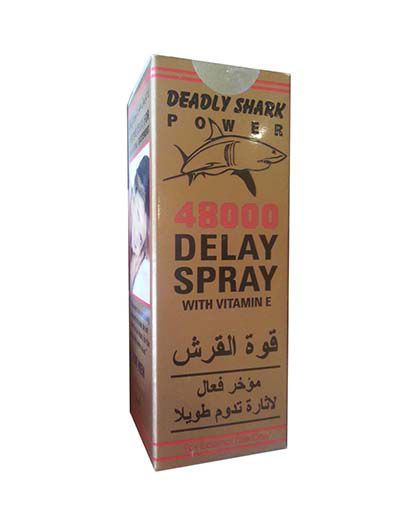 DEADLY SHARK
POWER
48000
DELAY
SPRAY
WITH VITAMIN E
قوة القرش
مؤخر فعال
لاثارة تدوم طويلا